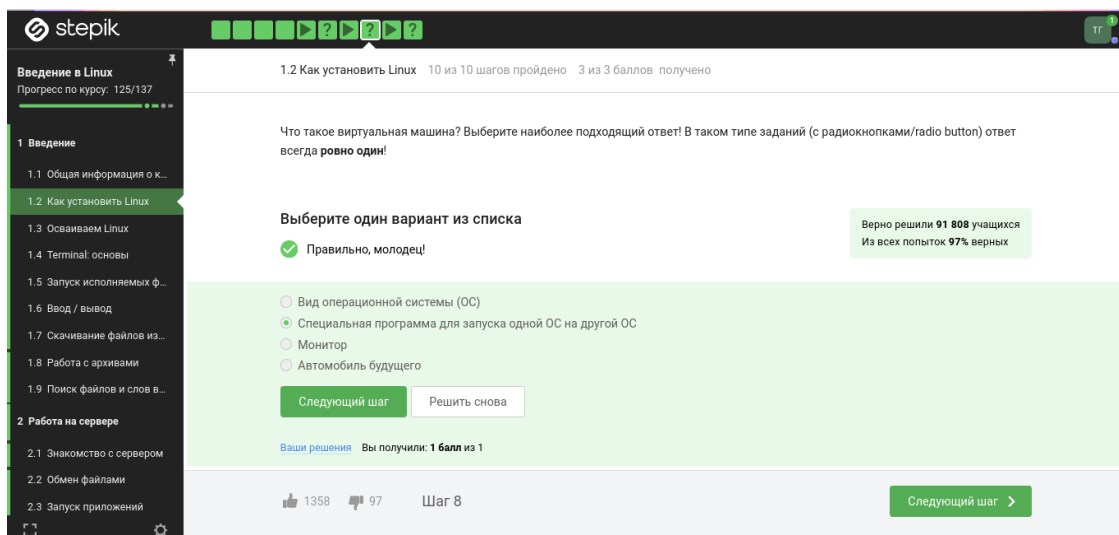 stepik
?
?
?
1
ТГ
Введение в Linux
Прогресс по курсу: 125/137
1 Введение
1.1 Общая информация о к...
1.2 Как установить Linux
1.3 Осваиваем Linux
1.4 Terminal: основы
1.5 Запуск исполняемых ф...
1.6 Ввод / вывод
1.7 Скачивание файлов из...
1.8 Работа с архивами
1.9 Поиск файлов и слов в...
2 Работа на сервере
2.1 Знакомство с сервером
2.2 Обмен файлами
2.3 Запуск приложений
1.2 Как установить Linux 10 из 10 шагов пройдено 3 из 3 баллов получено
Что такое виртуальная машина? Выберите наиболее подходящий ответ! В таком типе заданий (с радиокнопками/radio button) ответ
всегда ровно один!
Выберите один вариант из списка
Правильно, молодец!
Верно решили 91 808 учащихся
Из всех попыток 97% верных
Вид операционной системы (ОС)
Специальная программа для запуска одной ОС на другой ОС
Монитор
Автомобиль будущего
Следующий шаг
Решить снова
Ваши решения Вы получили: 1 балл из 1
1358 97 Шаг 8
Следующий шаг